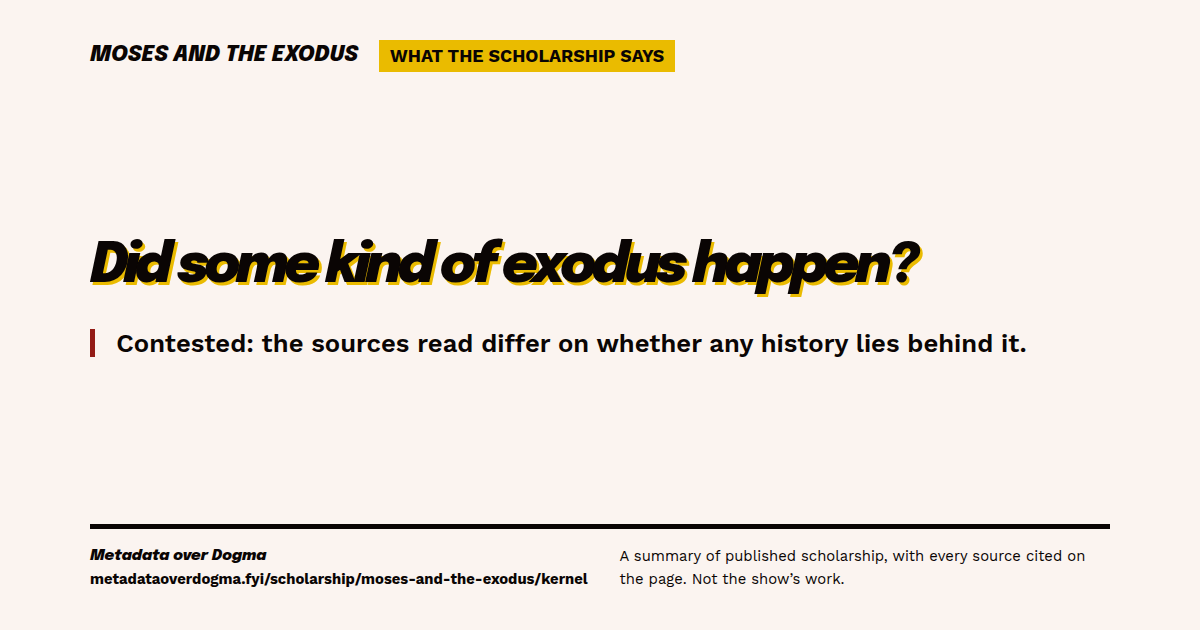 MOSES AND THE EXODUS
WHAT THE SCHOLARSHIP SAYS
Did some kind of exodus happen?
Contested: the sources read differ on whether any history lies behind it.
Metadata over Dogma
metadataoverdogma.fyi/scholarship/moses-and-the-exodus/kernel
A summary of published scholarship, with every source cited on
the page. Not the show’s work.